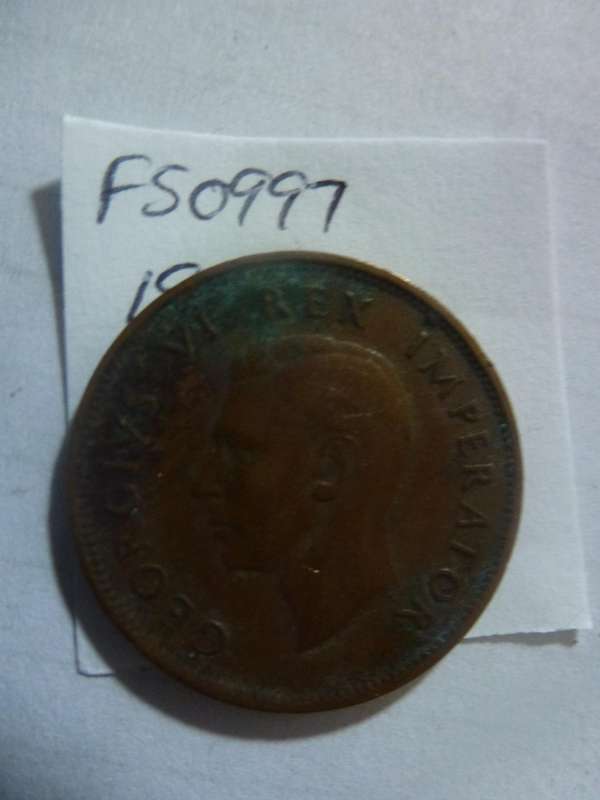 FS0997
GEORGIVS VI REX IMPERATOR